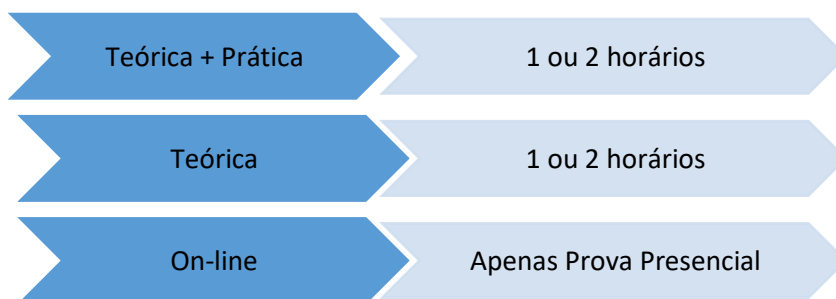 Teórica + Prática
1 ou 2 horários
Teórica
1 ou 2 horários
On-line
Apenas Prova Presencial